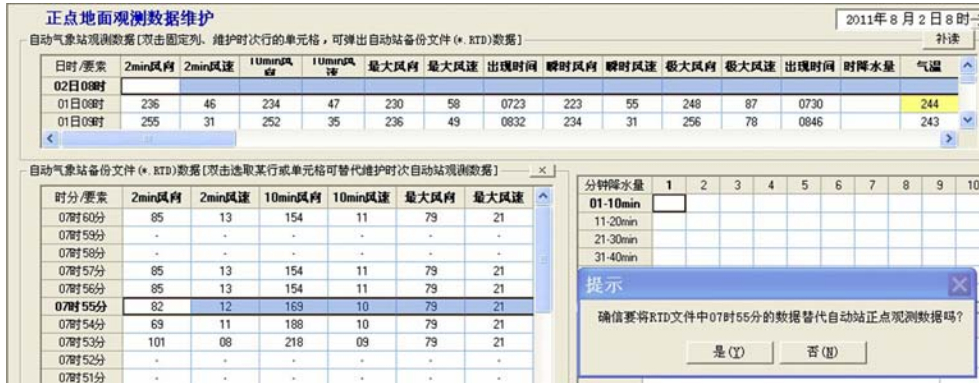 正点地面观测数据维护
2011年8月2日8时
自动气象站观测数据[双击固定列、维护时次行的单元格，可弹出自动站备份文件(*.RTD)数据]
补读
日时/要素 2min风向 2min风速 10min风向 10min风速 最大风向 最大风速 出现时间 瞬时风向 瞬时风速 极大风向 极大风速 出现时间 时降水量 气温
02日08时
01日08时 236 46 234 47 230 58 0723 223 55 248 87 0730 244
01日09时 255 31 252 35 236 49 0832 234 31 256 78 0846 243
自动气象站备份文件(*.RTD)数据[双击选取某行或单元格可替代维护时次自动站观测数据]
时分/要素 2min风向 2min风速 10min风向 10min风速 最大风向 最大风速
07时60分 85 13 154 11 79 21
07时59分 - - - - - -
07时58分 - - - - - -
07时57分 85 13 154 11 79 21
07时56分 85 13 154 11 79 21
07时55分 82 12 169 10 79 21
07时54分 69 11 188 10 79 21
07时53分 101 08 218 09 79 21
07时52分 - - - - - -
07时51分 - - - - - -
分钟降水量 1 2 3 4 5 6 7 8 9 10
01-10min
11-20min
21-30min
31-40min
提示
确信要将RTD文件中07时55分的数据替代自动站正点观测数据吗?
是(Y) 否(N)